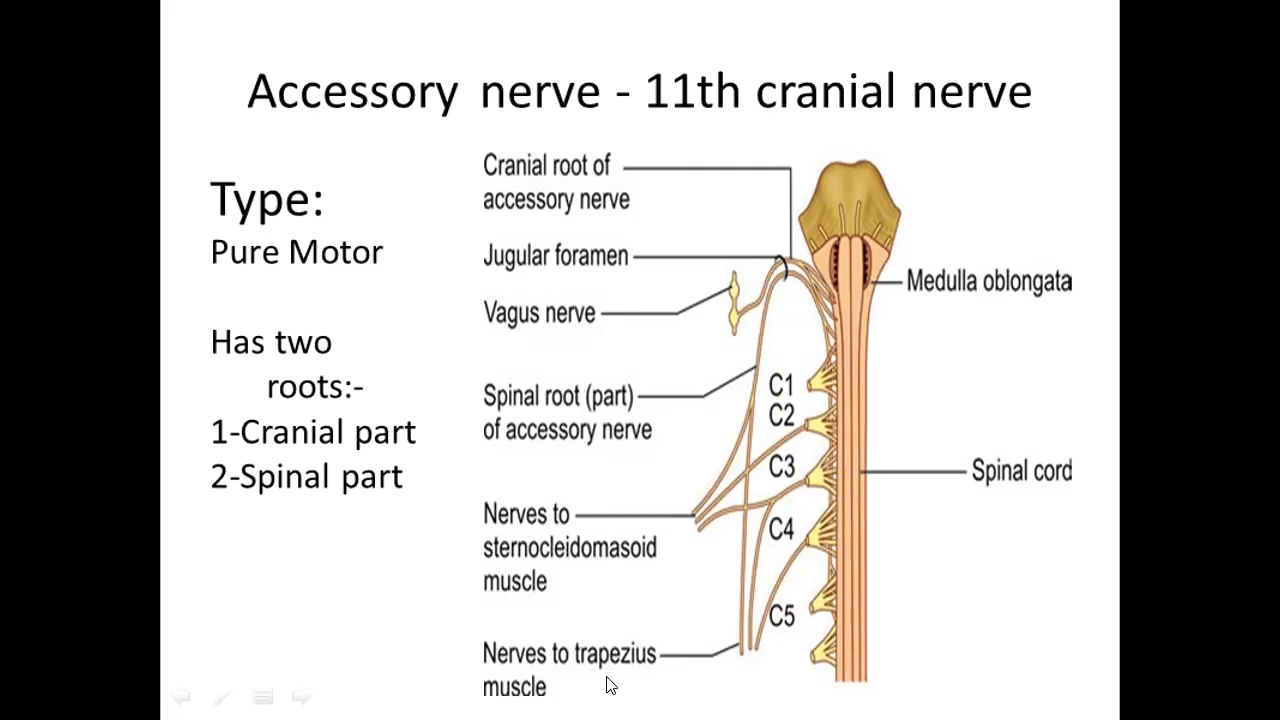 Accessory nerve - 11th cranial nerve
Type:
Pure Motor
Has two
roots:-
1-Cranial part
2-Spinal part
Cranial root of
accessory nerve
Jugular foramen
Vagus nerve
Spinal root (part)
of accessory nerve
Nerves to
sternocleidomasoid
muscle
Nerves to trapezius
muscle
C1
C2
C3
C4
C5
Medulla oblongata
Spinal cord